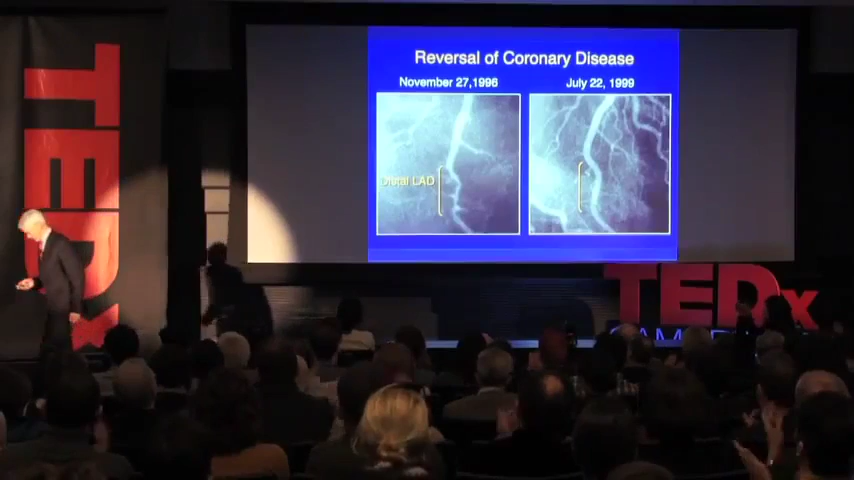 TEDx
Reversal of Coronary Disease
November 27,1996
July 22, 1999
Distal LAD
TEDx